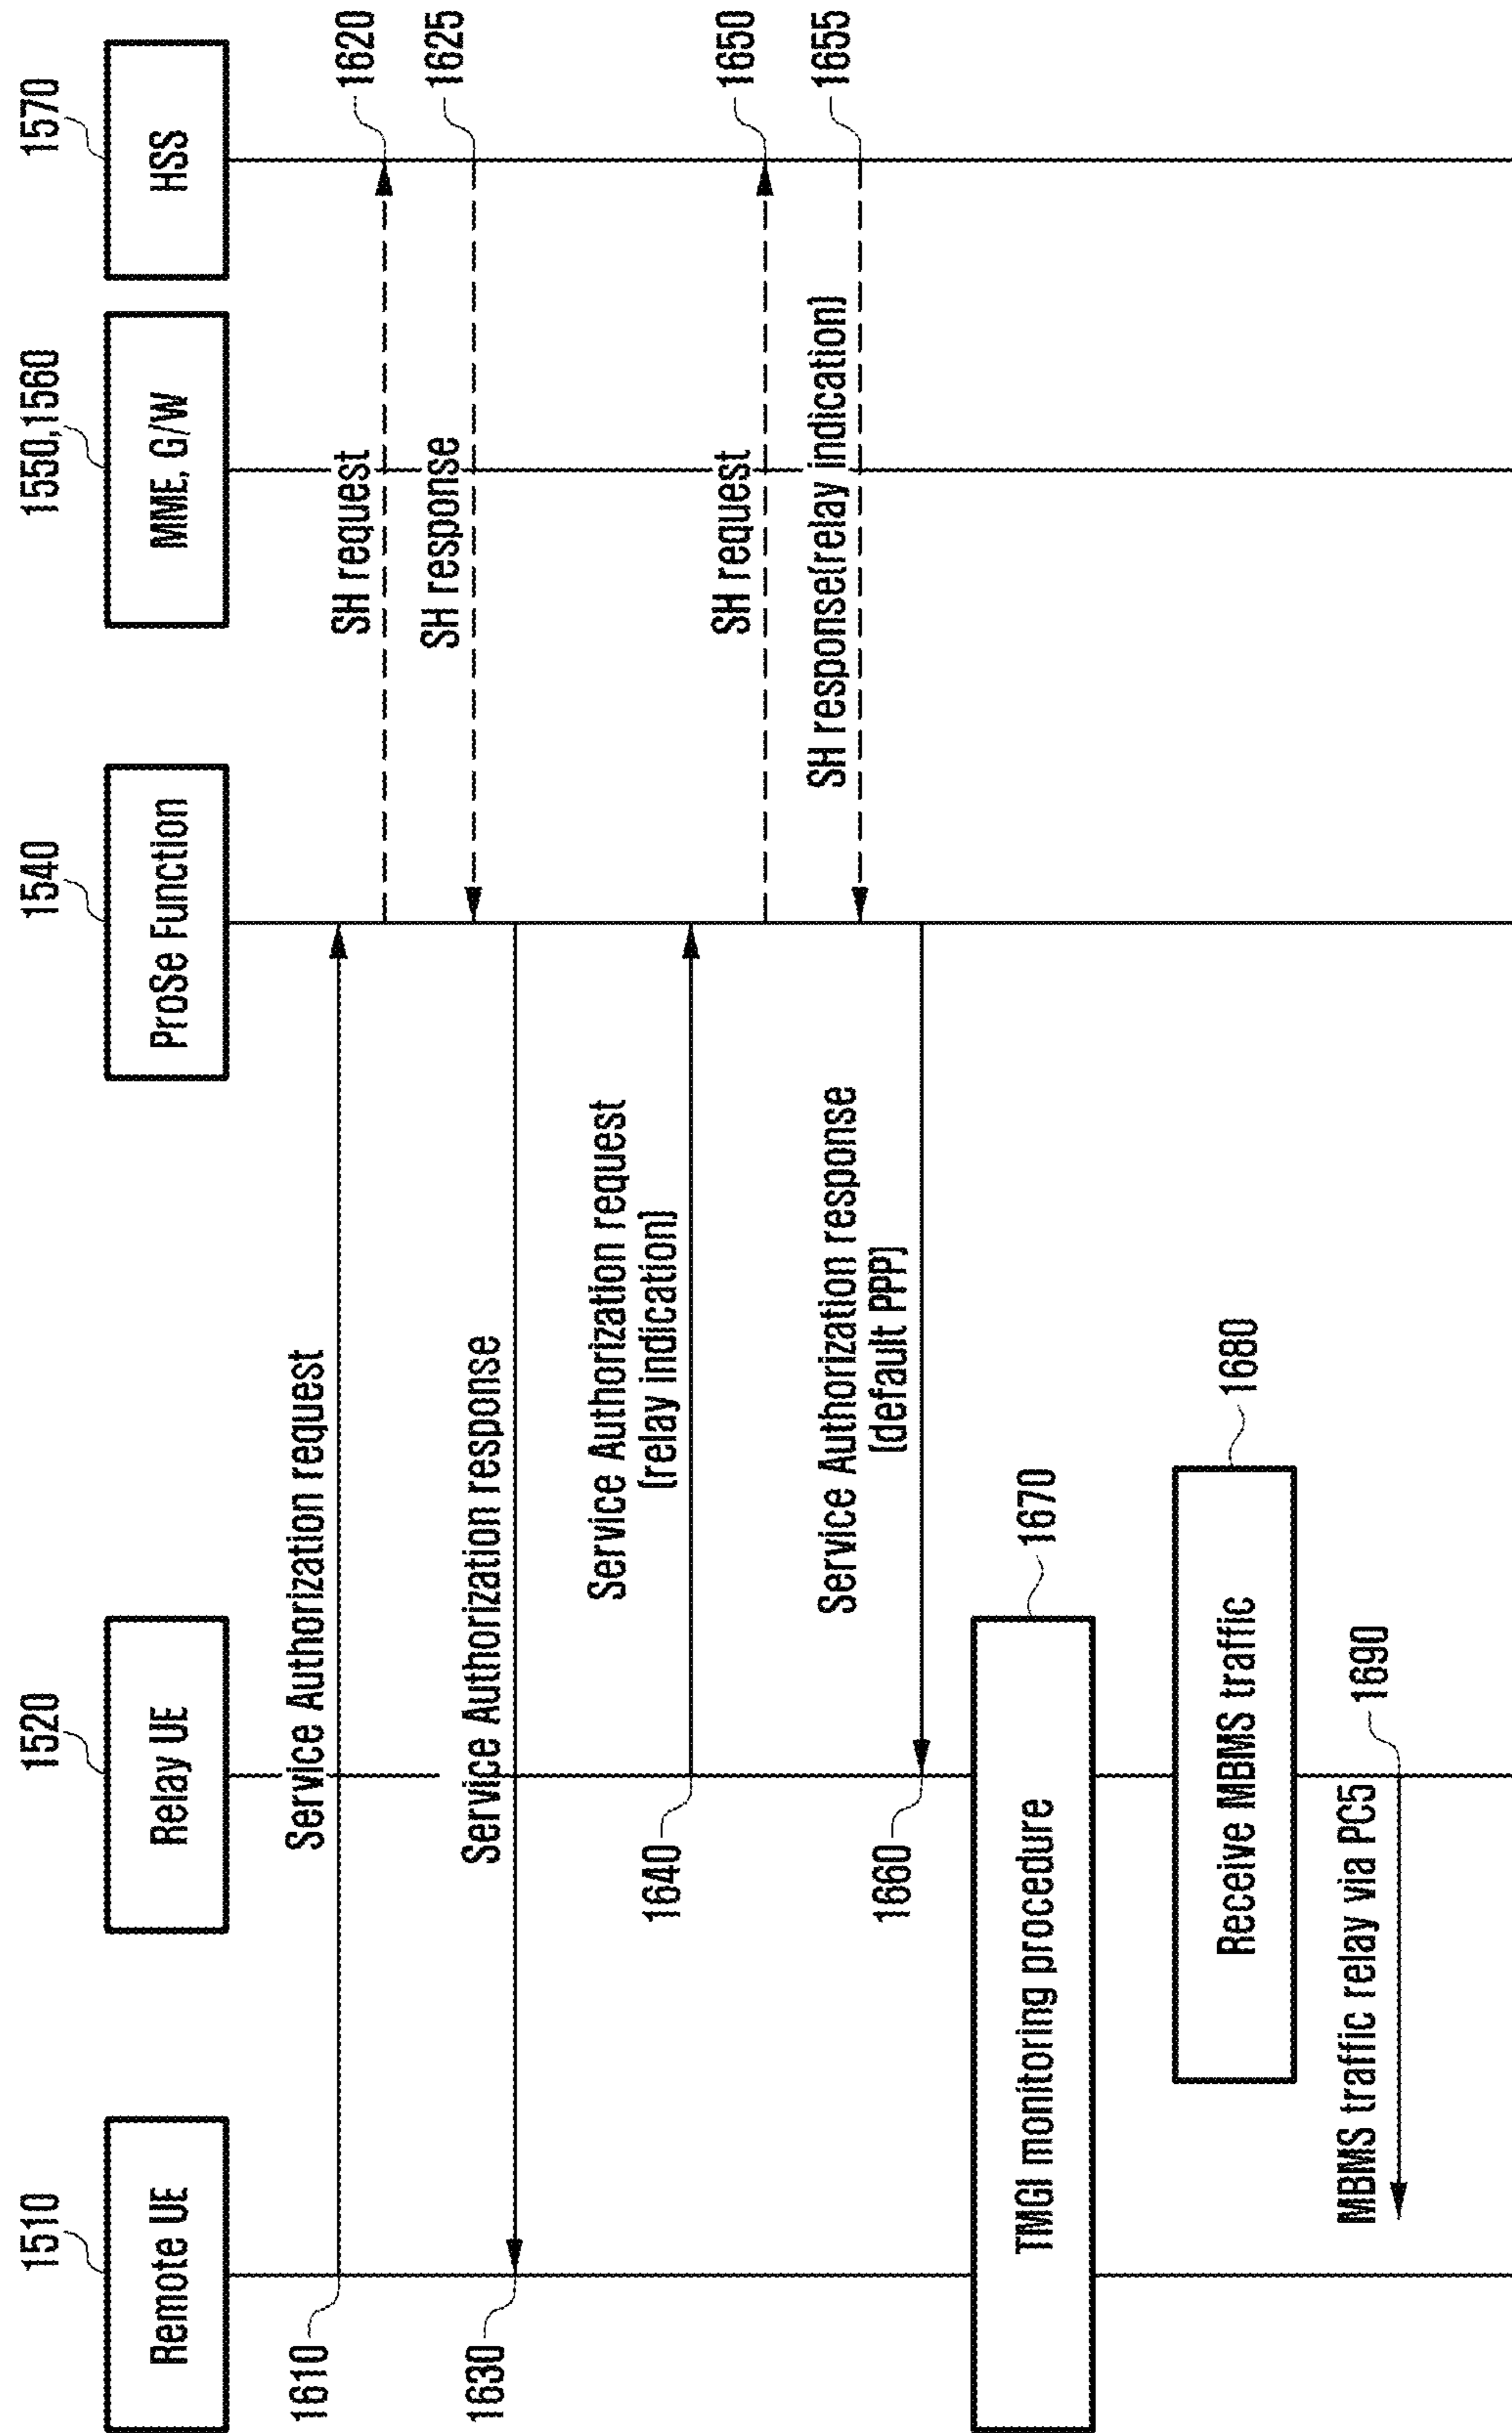 1510
1520
1540
1550,1560
1570
Remote UE
Relay UE
ProSe Function
MME, G/W
HSS
1610
Service Authorization request
SH request
1620
SH response
1625
1630
Service Authorization response
Service Authorization request
(relay indication)
1640
SH request
1650
SH response(relay indication)
1655
Service Authorization response
(default PPP)
1660
TMGI monitoring procedure
1670
Receive MBMS traffic
1680
MBMS traffic relay via PC5
1690